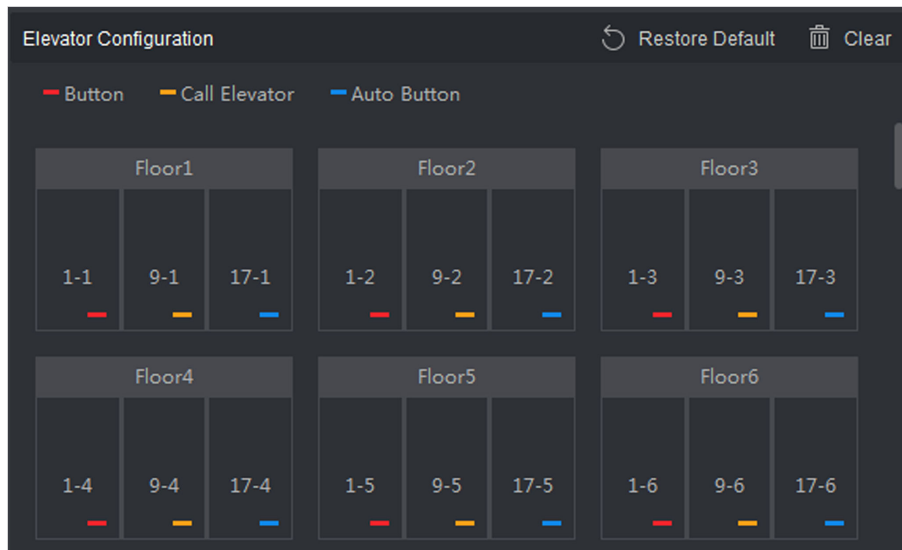 Elevator Configuration Restore Default Clear
Button Call Elevator Auto Button
Floor1 Floor2 Floor3
1-1 9-1 17-1 1-2 9-2 17-2 1-3 9-3 17-3
Floor4 Floor5 Floor6
1-4 9-4 17-4 1-5 9-5 17-5 1-6 9-6 17-6